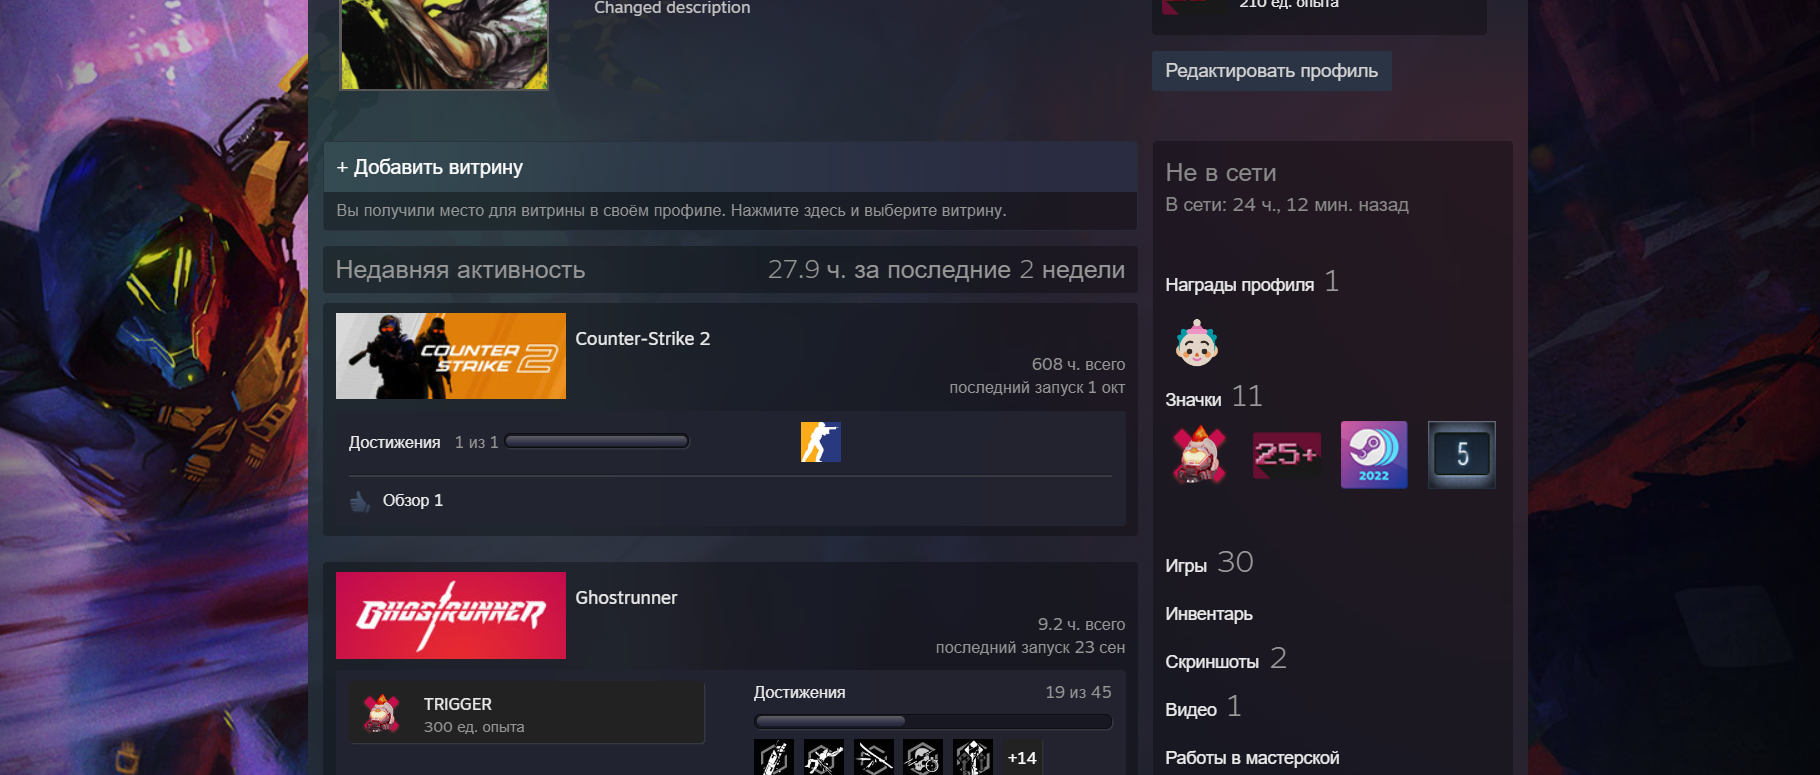 Changed description
210 ед. опыта
Редактировать профиль
+ Добавить витрину
Вы получили место для витрины в своём профиле. Нажмите здесь и выберите витрину.
Недавняя активность
27.9 ч. за последние 2 недели
COUNTER
STRIKE 2
Counter-Strike 2
608 ч. всего
последний запуск 1 окт
Достижения 1 из 1
Обзор 1
GHOSTRUNNER
Ghostrunner
9.2 ч. всего
последний запуск 23 сен
TRIGGER
300 ед. опыта
Достижения
19 из 45
+14
Не в сети
В сети: 24 ч., 12 мин. назад
Награды профиля 1
Значки 11
25+
2022
5
Игры 30
Инвентарь
Скриншоты 2
Видео 1
Работы в мастерской